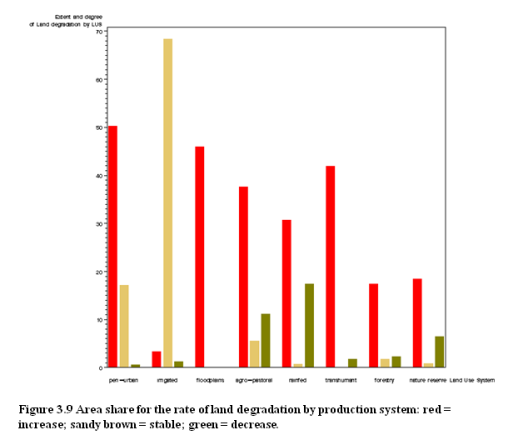 Extent and degree
of Land degradation by LUS
70
60
50
40
30
20
10
0
peri-urban irrigated floodplains agro-pastoral rainfed transhumant forestry nature reserve Land Use System
Figure 3.9 Area share for the rate of land degradation by production system: red =
increase; sandy brown = stable; green = decrease.